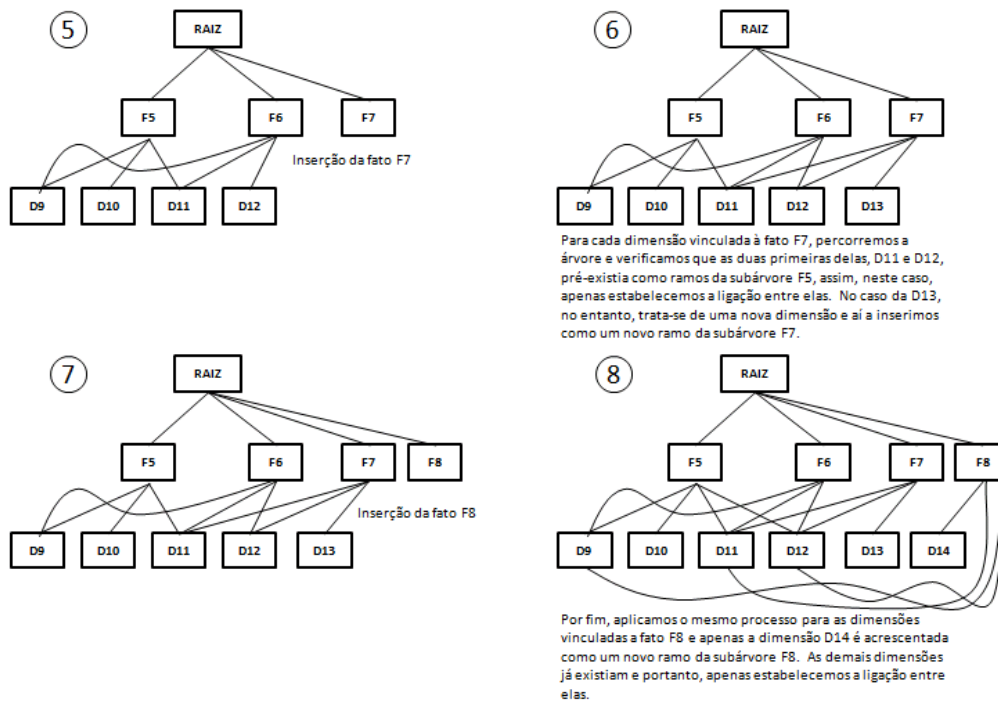 5
RAIZ
F5
F6
F7
Inserção da fato F7
D9
D10
D11
D12
6
RAIZ
F5
F6
F7
D9
D10
D11
D12
D13
Para cada dimensão vinculada à fato F7, percorremos a
árvore e verificamos que as duas primeiras delas, D11 e D12,
pré-existia como ramos da subárvore F5, assim, neste caso,
apenas estabelecemos a ligação entre elas. No caso da D13,
no entanto, trata-se de uma nova dimensão e aí a inserimos
como um novo ramo da subárvore F7.
7
RAIZ
F5
F6
F7
F8
Inserção da fato F8
D9
D10
D11
D12
D13
8
RAIZ
F5
F6
F7
F8
D9
D10
D11
D12
D13
D14
Por fim, aplicamos o mesmo processo para as dimensões
vinculadas a fato F8 e apenas a dimensão D14 é acrescentada
como um novo ramo da subárvore F8. As demais dimensões
já existiam e portanto, apenas estabelecemos a ligação entre
elas.